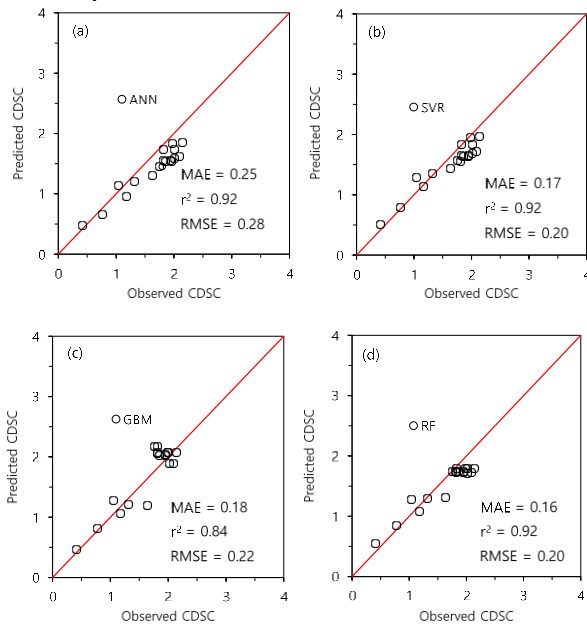 (a)
ANN
MAE = 0.25
r² = 0.92
RMSE = 0.28
Predicted CDSC
4
3
2
1
0
0 1 2 3 4
Observed CDSC
(b)
SVR
MAE = 0.17
r² = 0.92
RMSE = 0.20
Predicted CDSC
4
3
2
1
0
0 1 2 3 4
Observed CDSC
(c)
GBM
MAE = 0.18
r² = 0.84
RMSE = 0.22
Predicted CDSC
4
3
2
1
0
0 1 2 3 4
Observed CDSC
(d)
RF
MAE = 0.16
r² = 0.92
RMSE = 0.20
Predicted CDSC
4
3
2
1
0
0 1 2 3 4
Observed CDSC